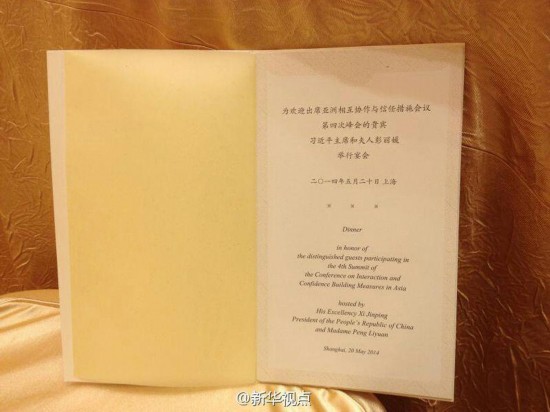 为欢迎出席亚洲相互协作与信任措施会议
第四次峰会的贵宾
习近平主席和夫人彭丽媛
举行宴会
二〇一四年五月二十日 上海
* * *
Dinner
in honor of
the distinguished guests participating in
the 4th Summit of
the Conference on Interaction and
Confidence Building Measures in Asia
hosted by
His Excellency Xi Jinping
President of the People's Republic of China
and Madame Peng Liyuan
Shanghai, 20 May 2014
@新华视点